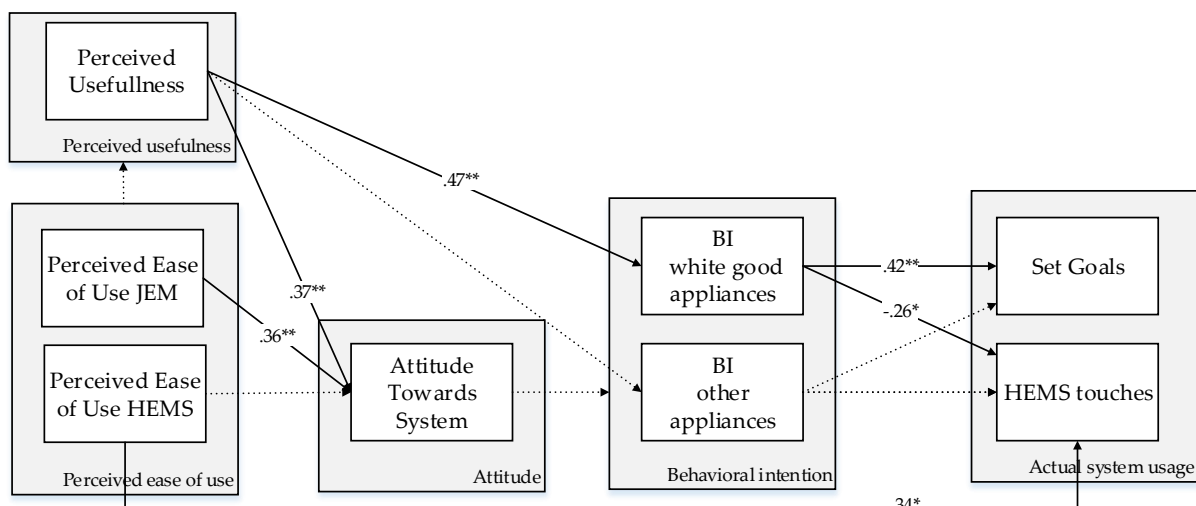 Perceived
Usefullness
Perceived usefulness
.47**
Perceived Ease
of Use JEM
.37**
.36**
Perceived Ease
of Use HEMS
Perceived ease of use
Attitude
Towards
System
Attitude
BI
white good
appliances
BI
other
appliances
Behavioral intention
.42**
-.26*
Set Goals
HEMS touches
Actual system usage
.34*